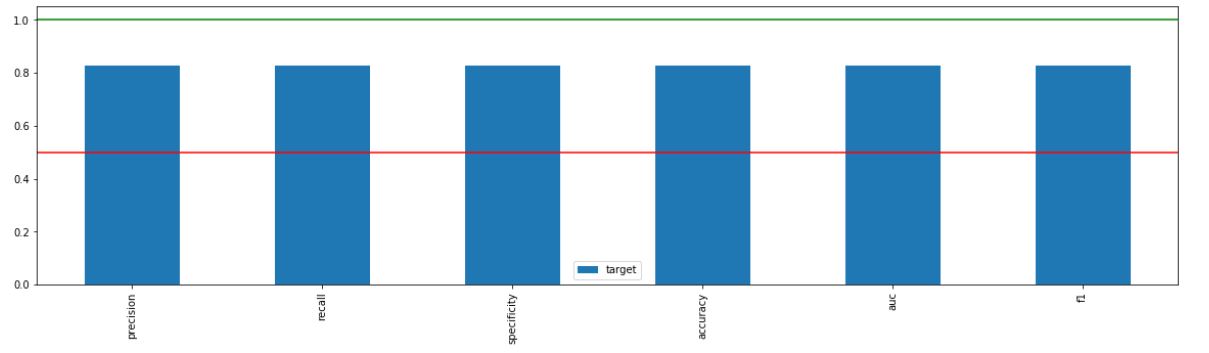 1.0
0.8
0.6
0.4
0.2
0.0
target
precision
recall
specificity
accuracy
auc
f1